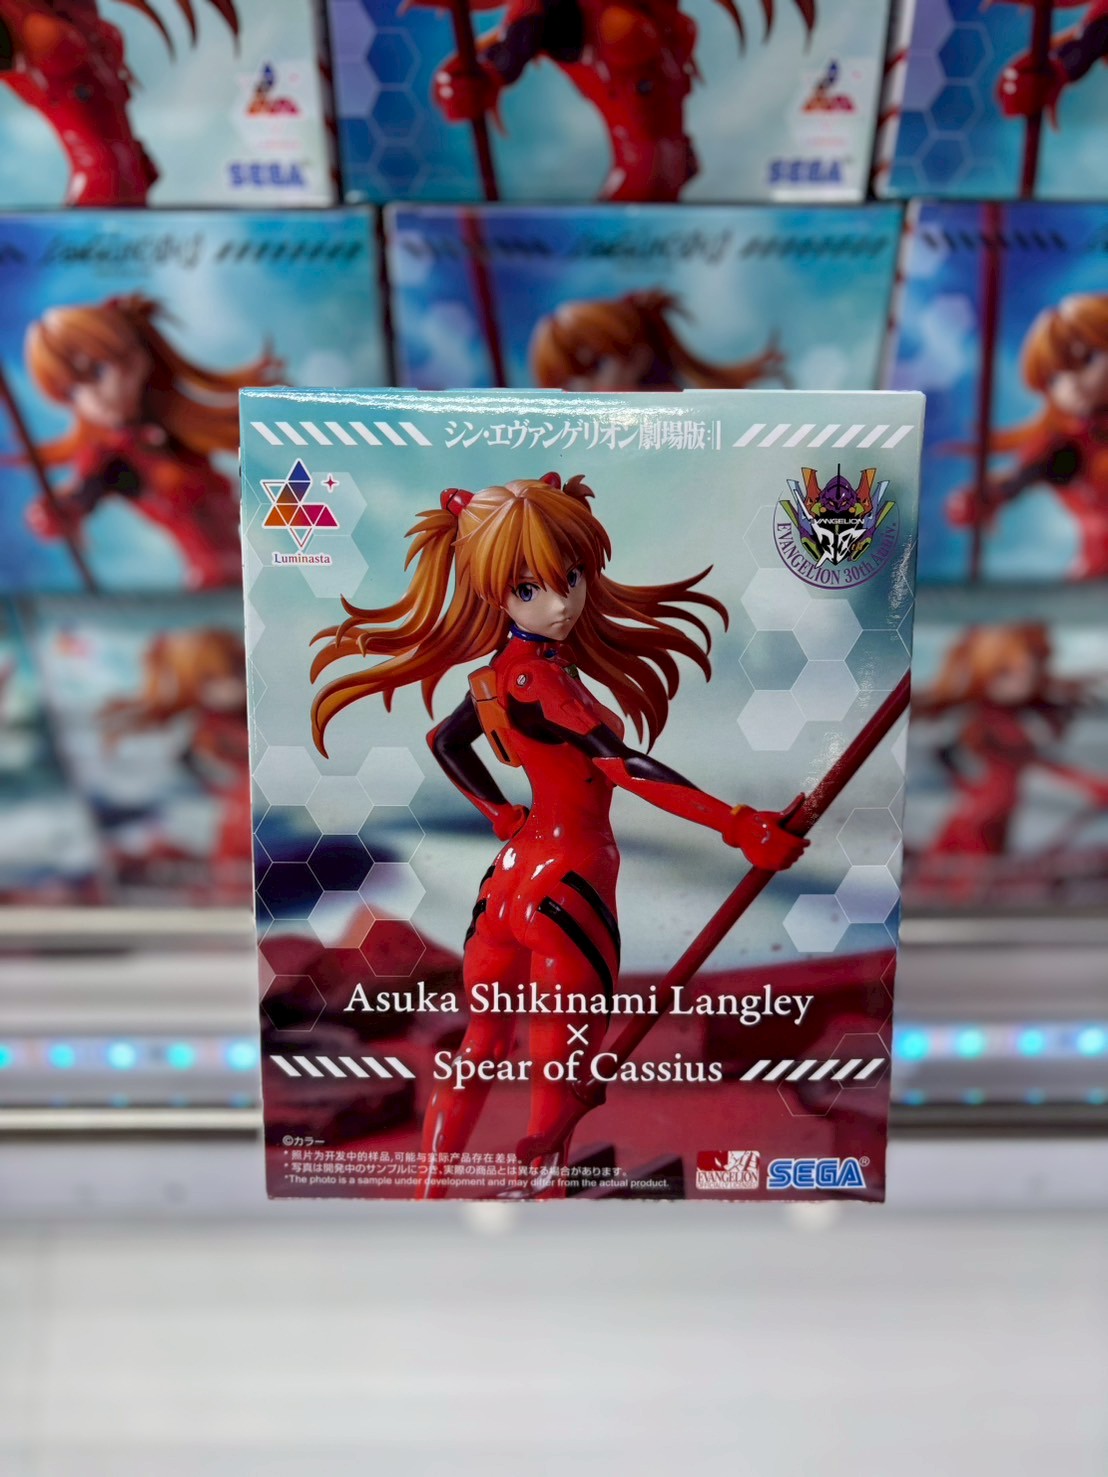 SEGA
SEGA
シン・エヴァンゲリオン劇場版:||
Luminasta
EVANGELION
30
EVANGELION 30th Anniv.
Asuka Shikinami Langley
×
Spear of Cassius
©カラー
* 照片为开发中的样品,可能与实际产品存在差异。
* 写真は開発中のサンプルにつき、実際の商品とは異なる場合があります。
*The photo is a sample under development and may differ from the actual product.
EVANGELION
SEGA®